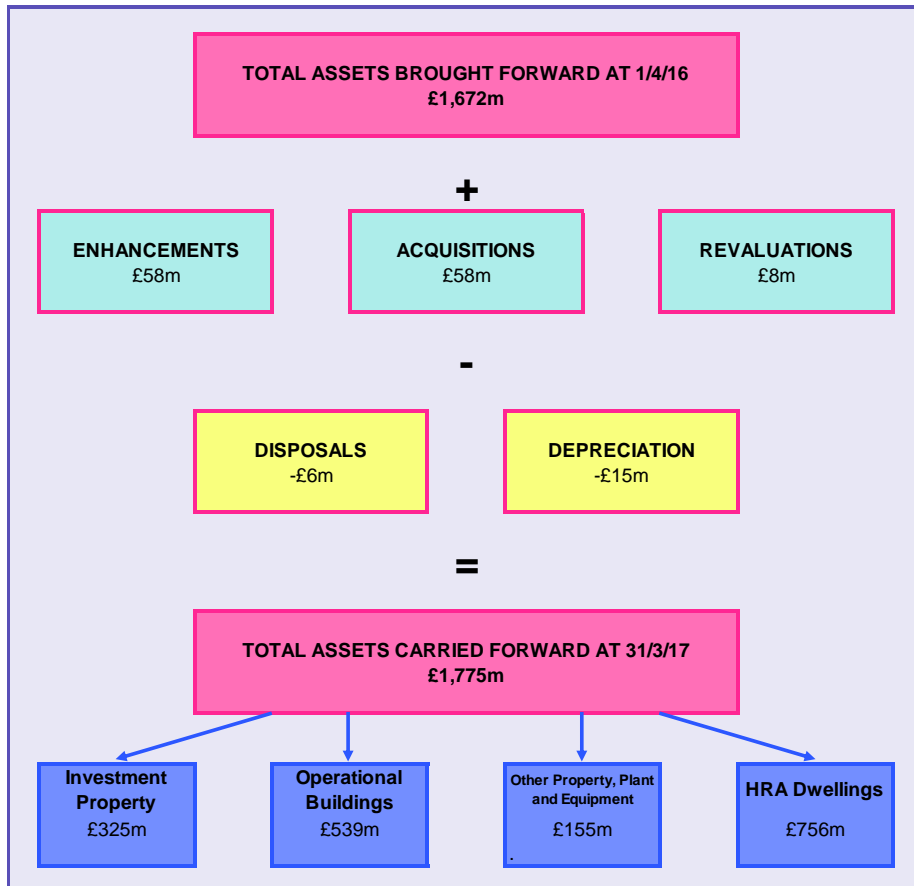 TOTAL ASSETS BROUGHT FORWARD AT 1/4/16
£1,672m
+
ENHANCEMENTS
£58m
ACQUISITIONS
£58m
REVALUATIONS
£8m
-
DISPOSALS
-£6m
DEPRECIATION
-£15m
=
TOTAL ASSETS CARRIED FORWARD AT 31/3/17
£1,775m
Investment
Property
£325m
Operational
Buildings
£539m
Other Property, Plant
and Equipment
£155m
.
HRA Dwellings
£756m